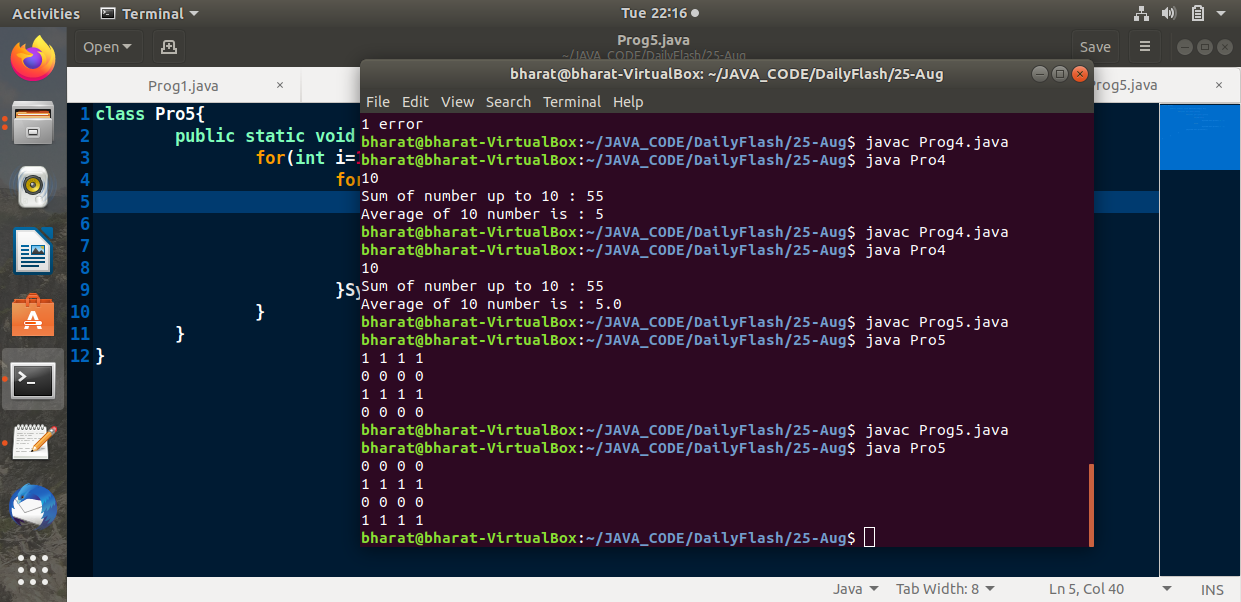 Activities Terminal Tue 22:16
Open Prog5.java Save
~/JAVA_CODE/DailyFlash/25-Aug
Prog1.java × rog5.java ×
bharat@bharat-VirtualBox: ~/JAVA_CODE/DailyFlash/25-Aug
File Edit View Search Terminal Help
1 class Pro5{
2 public static void
3 for(int i=
4 fo
5
6
7
8
9 }Sy
10 }
11 }
12 }
1 error
bharat@bharat-VirtualBox:~/JAVA_CODE/DailyFlash/25-Aug$ javac Prog4.java
bharat@bharat-VirtualBox:~/JAVA_CODE/DailyFlash/25-Aug$ java Pro4
10
Sum of number up to 10 : 55
Average of 10 number is : 5
bharat@bharat-VirtualBox:~/JAVA_CODE/DailyFlash/25-Aug$ javac Prog4.java
bharat@bharat-VirtualBox:~/JAVA_CODE/DailyFlash/25-Aug$ java Pro4
10
Sum of number up to 10 : 55
Average of 10 number is : 5.0
bharat@bharat-VirtualBox:~/JAVA_CODE/DailyFlash/25-Aug$ javac Prog5.java
bharat@bharat-VirtualBox:~/JAVA_CODE/DailyFlash/25-Aug$ java Pro5
1 1 1 1
0 0 0 0
1 1 1 1
0 0 0 0
bharat@bharat-VirtualBox:~/JAVA_CODE/DailyFlash/25-Aug$ javac Prog5.java
bharat@bharat-VirtualBox:~/JAVA_CODE/DailyFlash/25-Aug$ java Pro5
0 0 0 0
1 1 1 1
0 0 0 0
1 1 1 1
bharat@bharat-VirtualBox:~/JAVA_CODE/DailyFlash/25-Aug$
Java Tab Width: 8 Ln 5, Col 40 INS